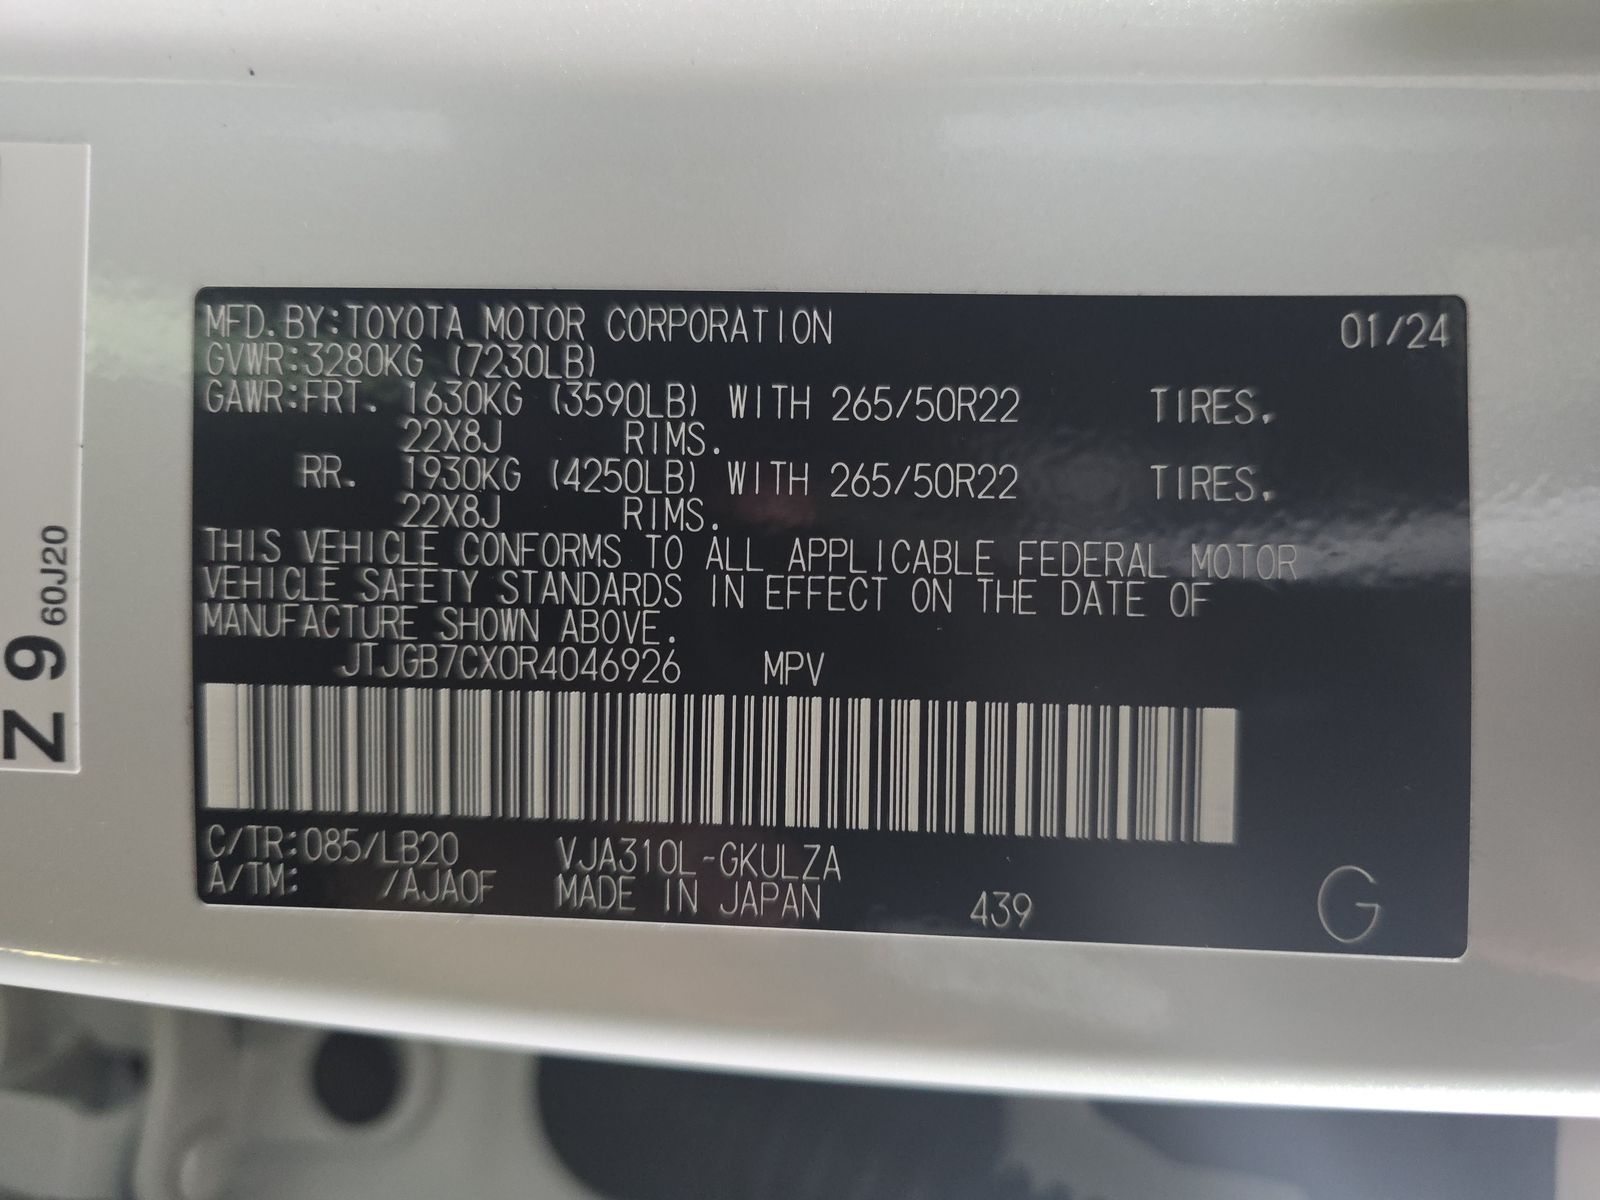 MFD.BY:TOYOTA MOTOR CORPORATION 01/24
GVWR:3280KG (7230LB)
GAWR:FRT. 1630KG (3590LB) WITH 265/50R22 TIRES,
22X8J RIMS.
RR. 1930KG (4250LB) WITH 265/50R22 TIRES,
22X8J RIMS.
THIS VEHICLE CONFORMS TO ALL APPLICABLE FEDERAL MOTOR
VEHICLE SAFETY STANDARDS IN EFFECT ON THE DATE OF
MANUFACTURE SHOWN ABOVE.
JTJGB7CX0R4046926 MPV
C/TR:085/LB20 VJA310L-GKULZA
A/TM: /AJA0F MADE IN JAPAN 439 G
Z 9 60J20